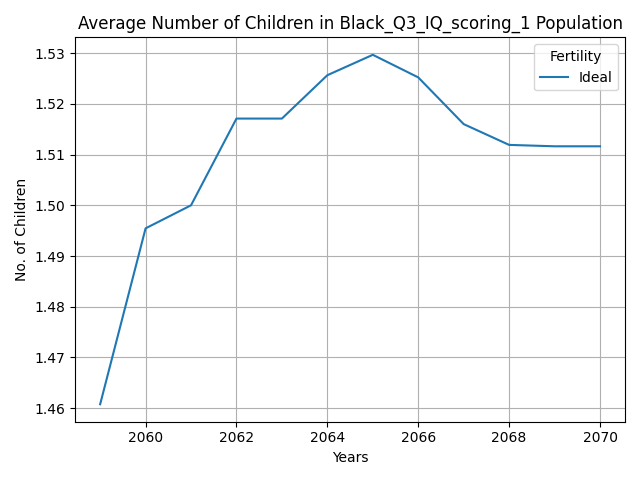 Average Number of Children in Black_Q3_IQ_scoring_1 Population
Fertility
Ideal
1.53
1.52
1.51
1.50
1.49
1.48
1.47
1.46
No. of Children
2060 2062 2064 2066 2068 2070
Years